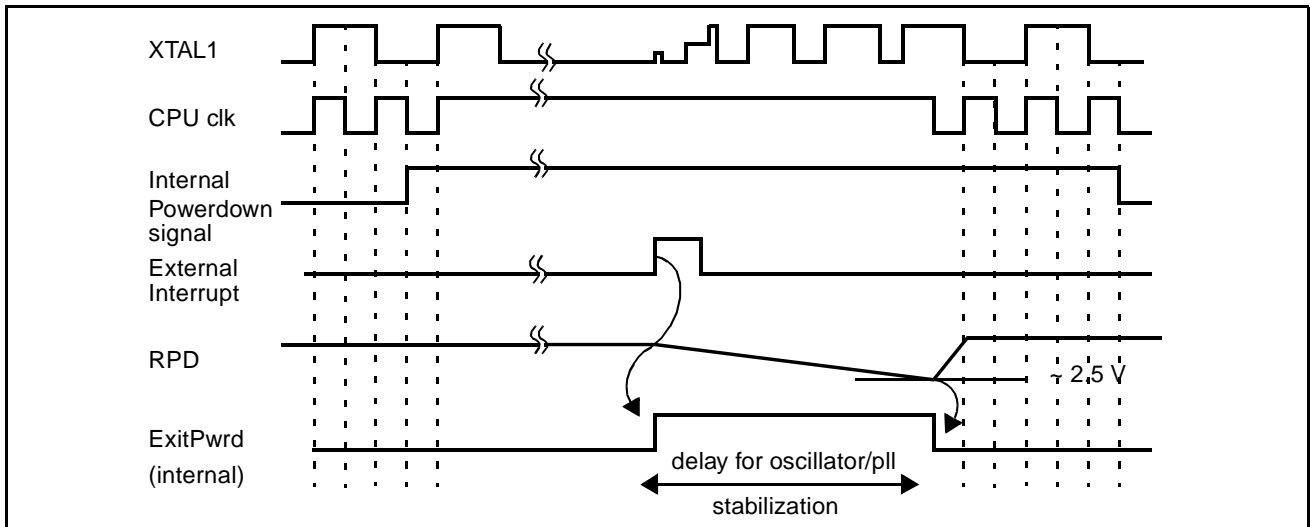 XTAL1
CPU clk
Internal
Powerdown
signal
External
Interrupt
RPD
~ 2.5 V
ExitPwrd
(internal)
delay for oscillator/pll
stabilization